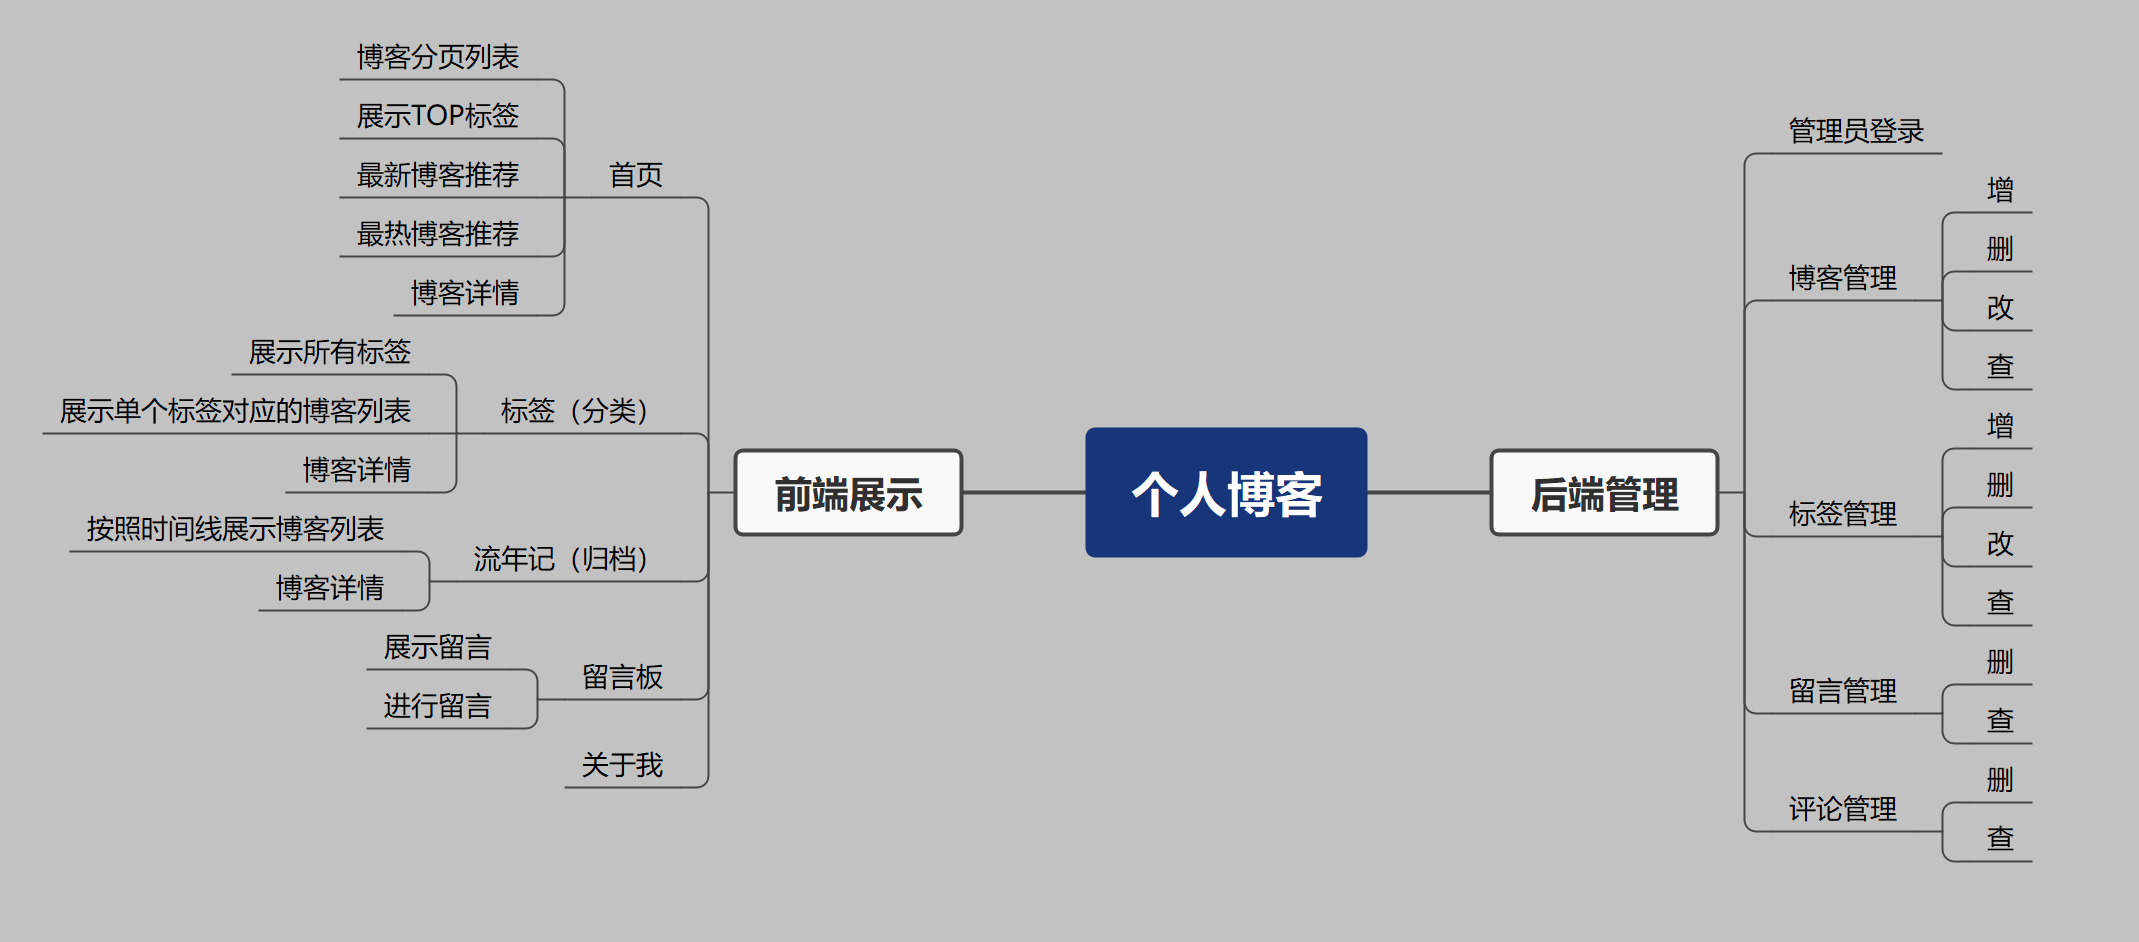 个人博客
前端展示
首页
博客分页列表
展示TOP标签
最新博客推荐
最热博客推荐
博客详情
标签（分类）
展示所有标签
展示单个标签对应的博客列表
博客详情
流年记（归档）
按照时间线展示博客列表
博客详情
留言板
展示留言
进行留言
关于我
后端管理
管理员登录
博客管理
增
删
改
查
标签管理
增
删
改
查
留言管理
删
查
评论管理
删
查